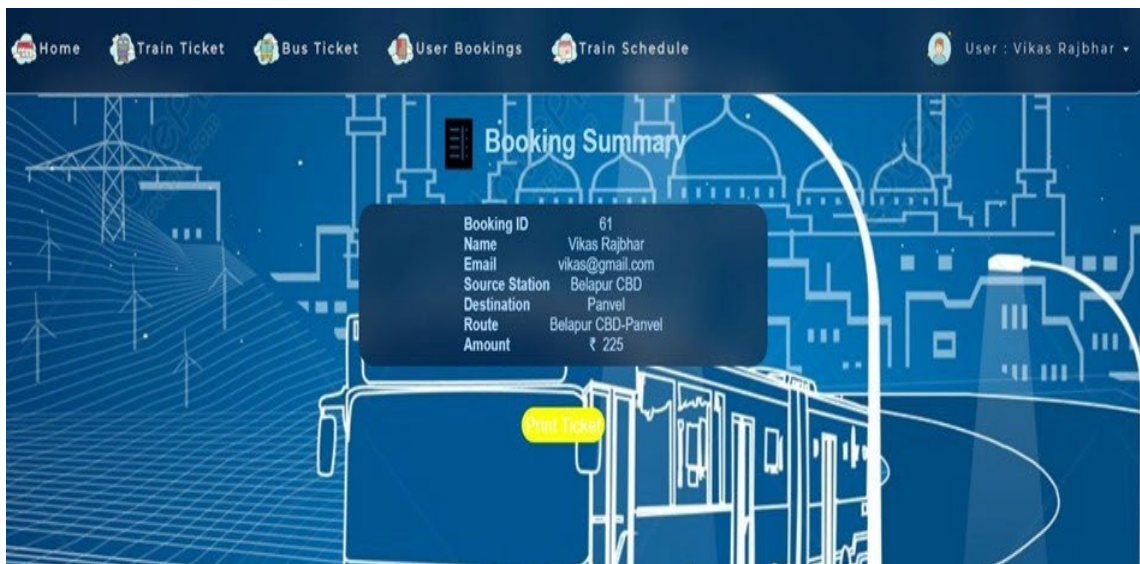 Home Train Ticket Bus Ticket User Bookings Train Schedule User : Vikas Rajbhar
Booking Summary
Booking ID 61
Name Vikas Rajbhar
Email vikas@gmail.com
Source Station Belapur CBD
Destination Panvel
Route Belapur CBD-Panvel
Amount ₹ 225
Print Ticket